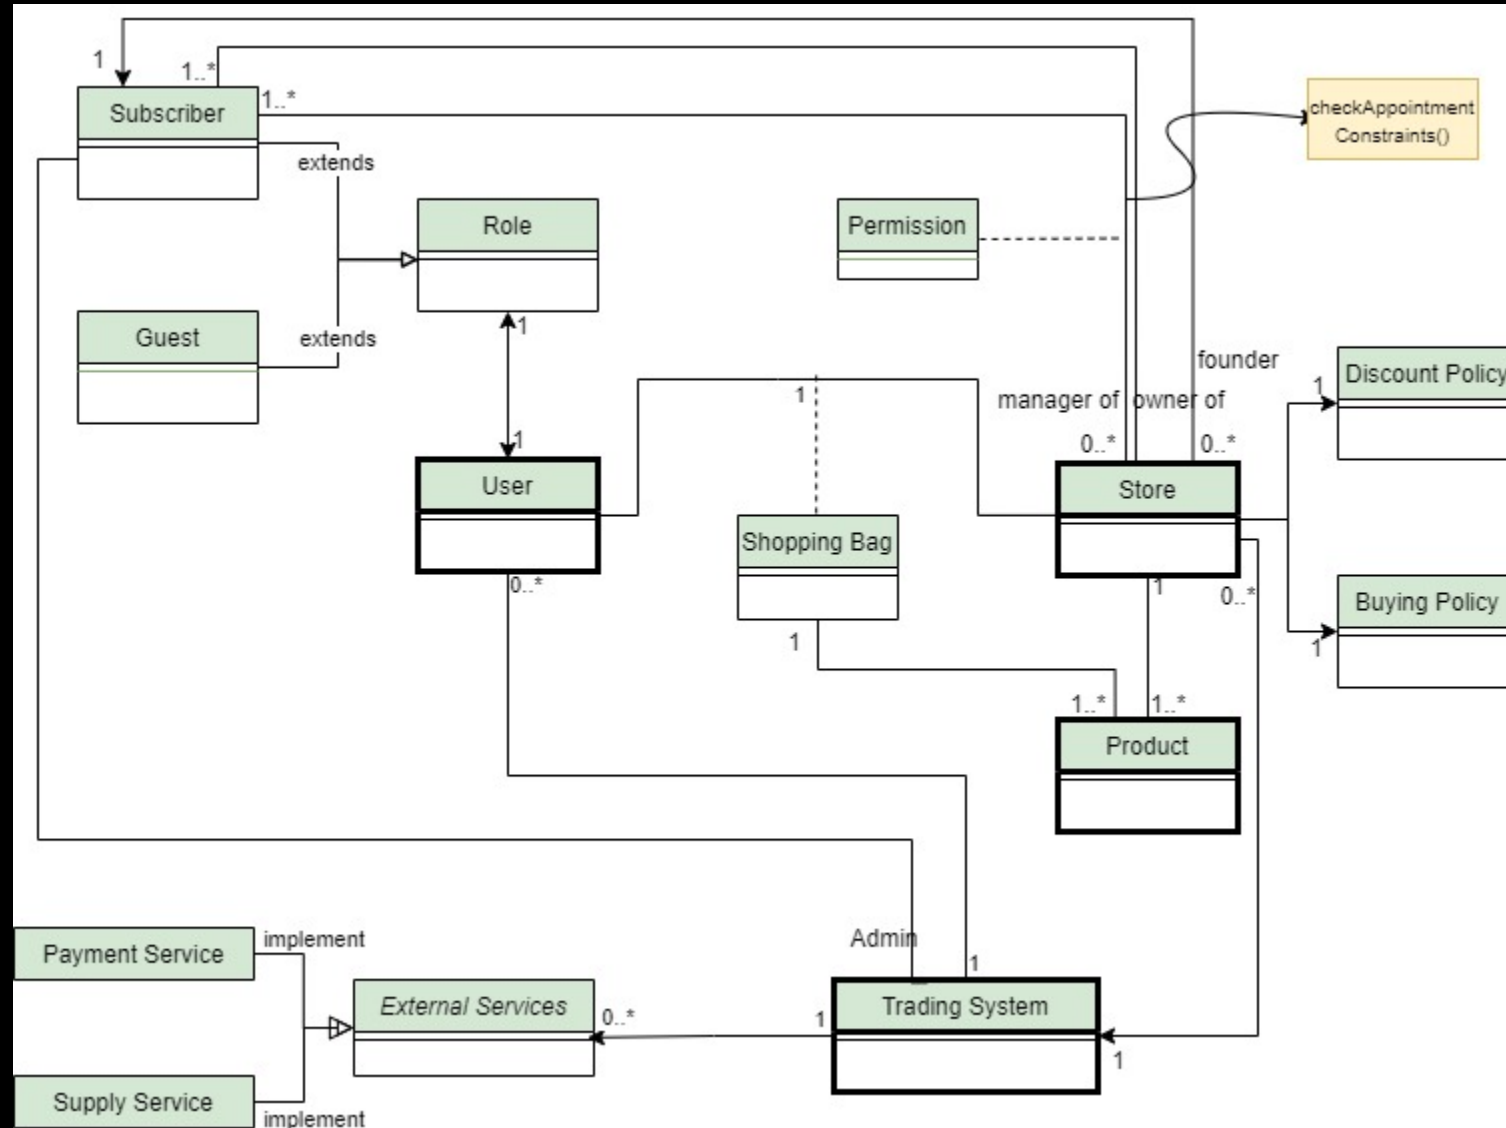 1
1..*
1..*
Subscriber
checkAppointment
Constraints()
extends
Role
Permission
Guest
extends
1
founder
1
Discount Policy
1
manager of
owner of
1
0..*
0..*
User
Store
Shopping Bag
0..*
1
0..*
Buying Policy
1
1
1..*
1..*
Product
Admin
implement
Payment Service
1
External Services
0..*
1
Trading System
1
Supply Service
implement